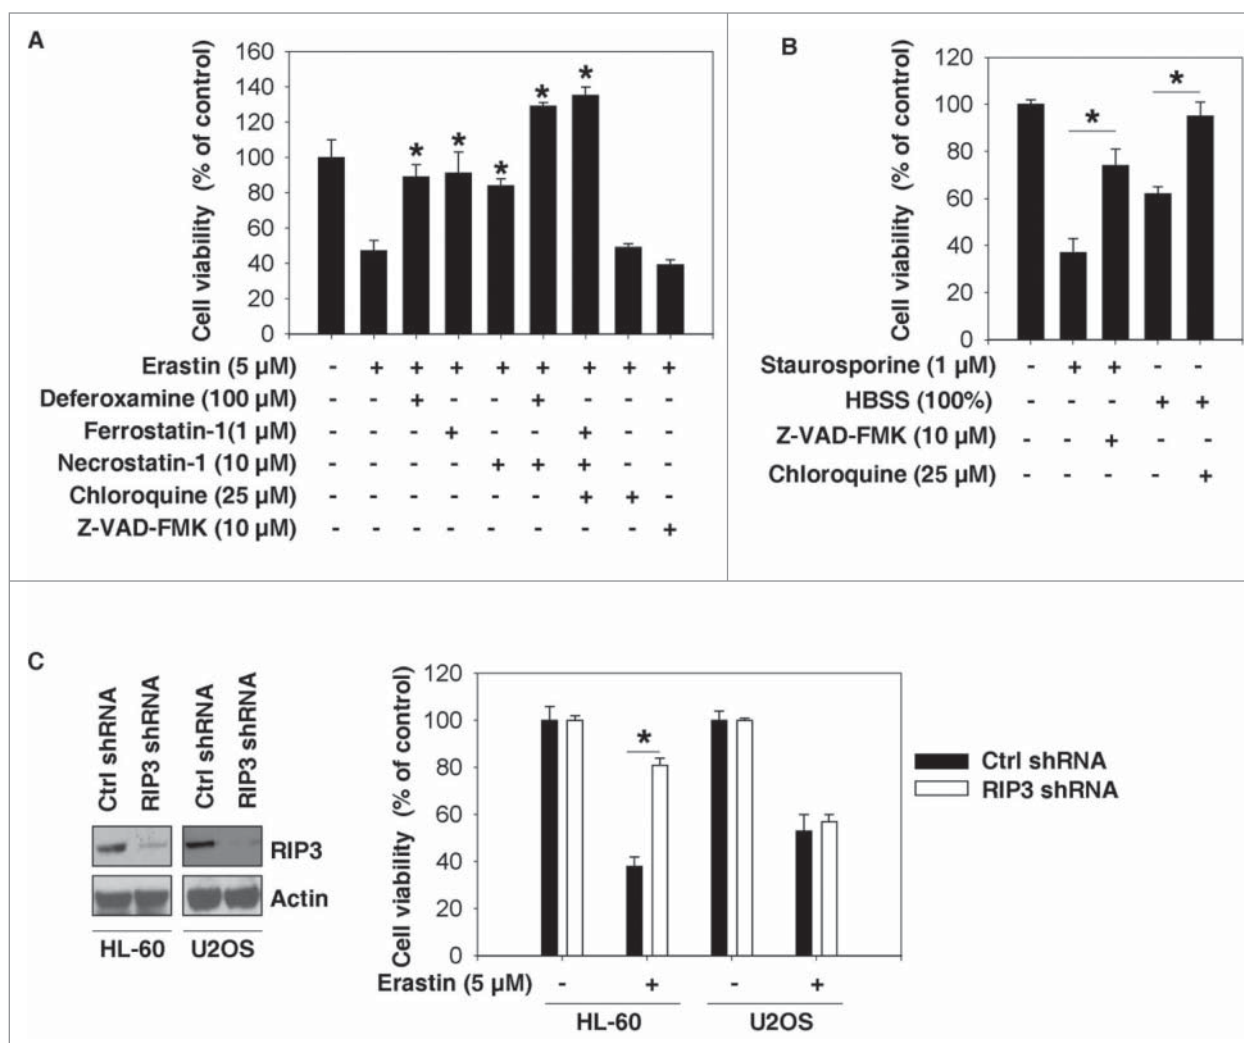 A
Cell viability (% of control)
160
140
120
100
80
60
40
20
0
* * * * *
Erastin (5 µM) - + + + + + + + +
Deferoxamine (100 µM) - - + - - + - - -
Ferrostatin-1(1 µM) - - - + - - + - -
Necrostatin-1 (10 µM) - - - - + + + - -
Chloroquine (25 µM) - - - - - - + + -
Z-VAD-FMK (10 µM) - - - - - - - - +
B
Cell viability (% of control)
120
100
80
60
40
20
0
* *
Staurosporine (1 µM) - + + - -
HBSS (100%) - - - + +
Z-VAD-FMK (10 µM) - - + - -
Chloroquine (25 µM) - - - - +
C
Ctrl shRNA
RIP3 shRNA
Ctrl shRNA
RIP3 shRNA
RIP3
Actin
HL-60 U2OS
Cell viability (% of control)
120
100
80
60
40
20
0
*
Erastin (5 µM) - + - +
HL-60 U2OS
Ctrl shRNA
RIP3 shRNA